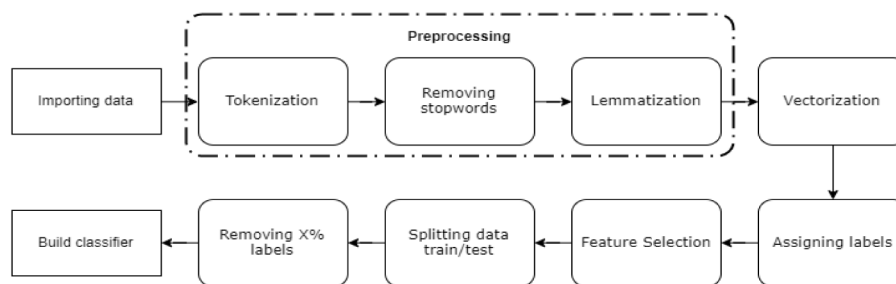 Preprocessing
Importing data
Tokenization
Removing
stopwords
Lemmatization
Vectorization
Build classifier
Removing X%
labels
Splitting data
train/test
Feature Selection
Assigning labels